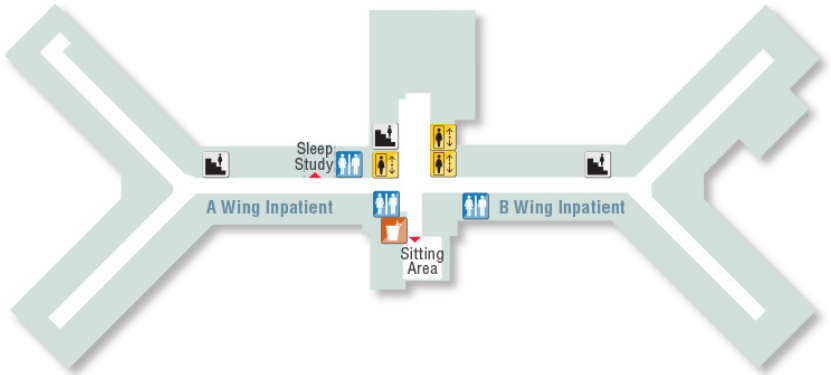 Sleep
Study
A Wing Inpatient
B Wing Inpatient
Sitting
Area